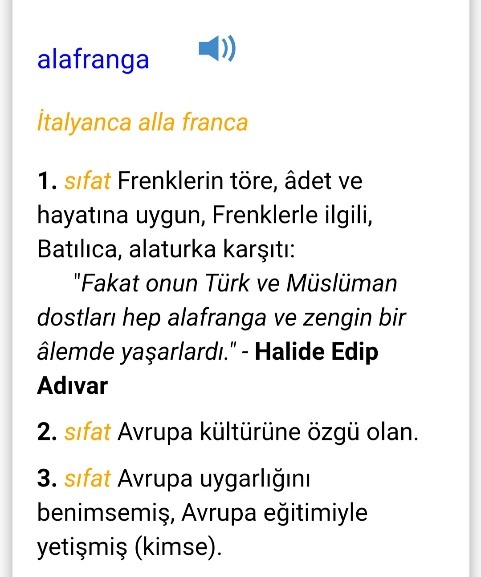 alafranga
İtalyanca alla franca
1. sıfat Frenklerin töre, âdet ve
hayatına uygun, Frenklerle ilgili,
Batılıca, alaturka karşıtı:
"Fakat onun Türk ve Müslüman
dostları hep alafranga ve zengin bir
âlemde yaşarlardı." - Halide Edip
Adıvar
2. sıfat Avrupa kültürüne özgü olan.
3. sıfat Avrupa uygarlığını
benimsemiş, Avrupa eğitimiyle
yetişmiş (kimse).